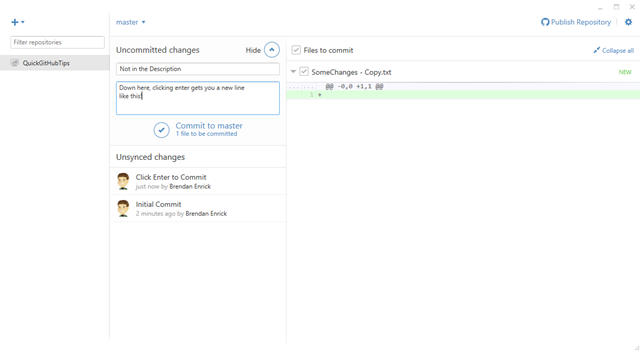 master
Publish Repository
Filter repositories
QuickGitHubTips
Uncommitted changes
Hide
Not in the Description
Down here, clicking enter gets you a new line
like this
Commit to master
1 file to be committed
Unsynced changes
Click Enter to Commit
just now by Brendan Enrick
Initial Commit
2 minutes ago by Brendan Enrick
Files to commit
Collapse all
SomeChanges - Copy.txt
NEW
... ... @@ -0,0 +1,1 @@
1 +